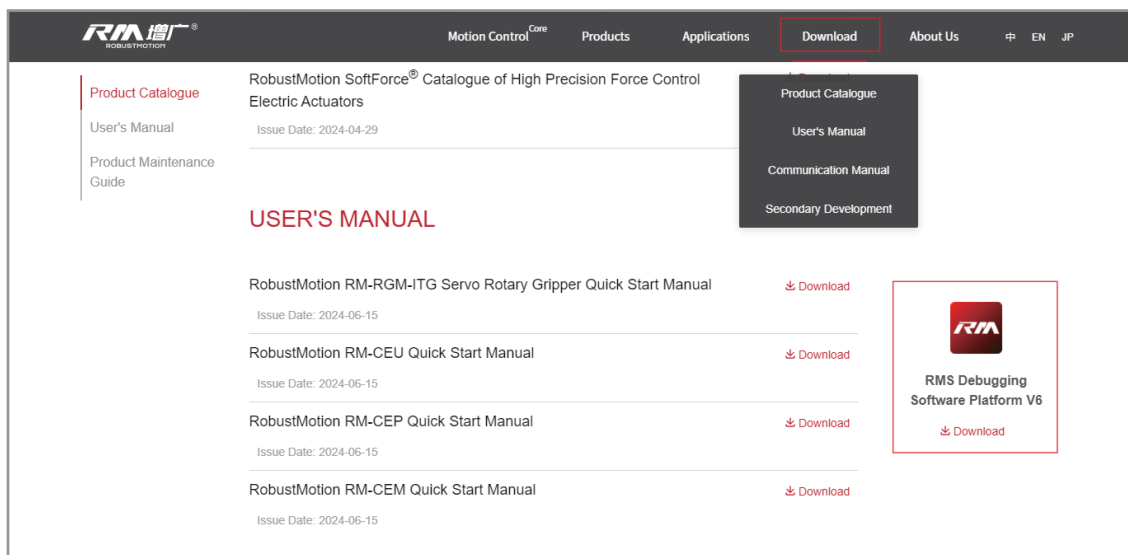 RM 增广®
ROBUSTMOTION
Motion Control Core
Products
Applications
Download
About Us
中 EN JP
Product Catalogue
User's Manual
Product Maintenance
Guide
RobustMotion SoftForce® Catalogue of High Precision Force Control
Electric Actuators
Issue Date: 2024-04-29
Product Catalogue
User's Manual
Communication Manual
Secondary Development
USER'S MANUAL
RobustMotion RM-RGM-ITG Servo Rotary Gripper Quick Start Manual
Download
Issue Date: 2024-06-15
RobustMotion RM-CEU Quick Start Manual
Download
Issue Date: 2024-06-15
RobustMotion RM-CEP Quick Start Manual
Download
Issue Date: 2024-06-15
RobustMotion RM-CEM Quick Start Manual
Download
Issue Date: 2024-06-15
RM
RMS Debugging
Software Platform V6
Download